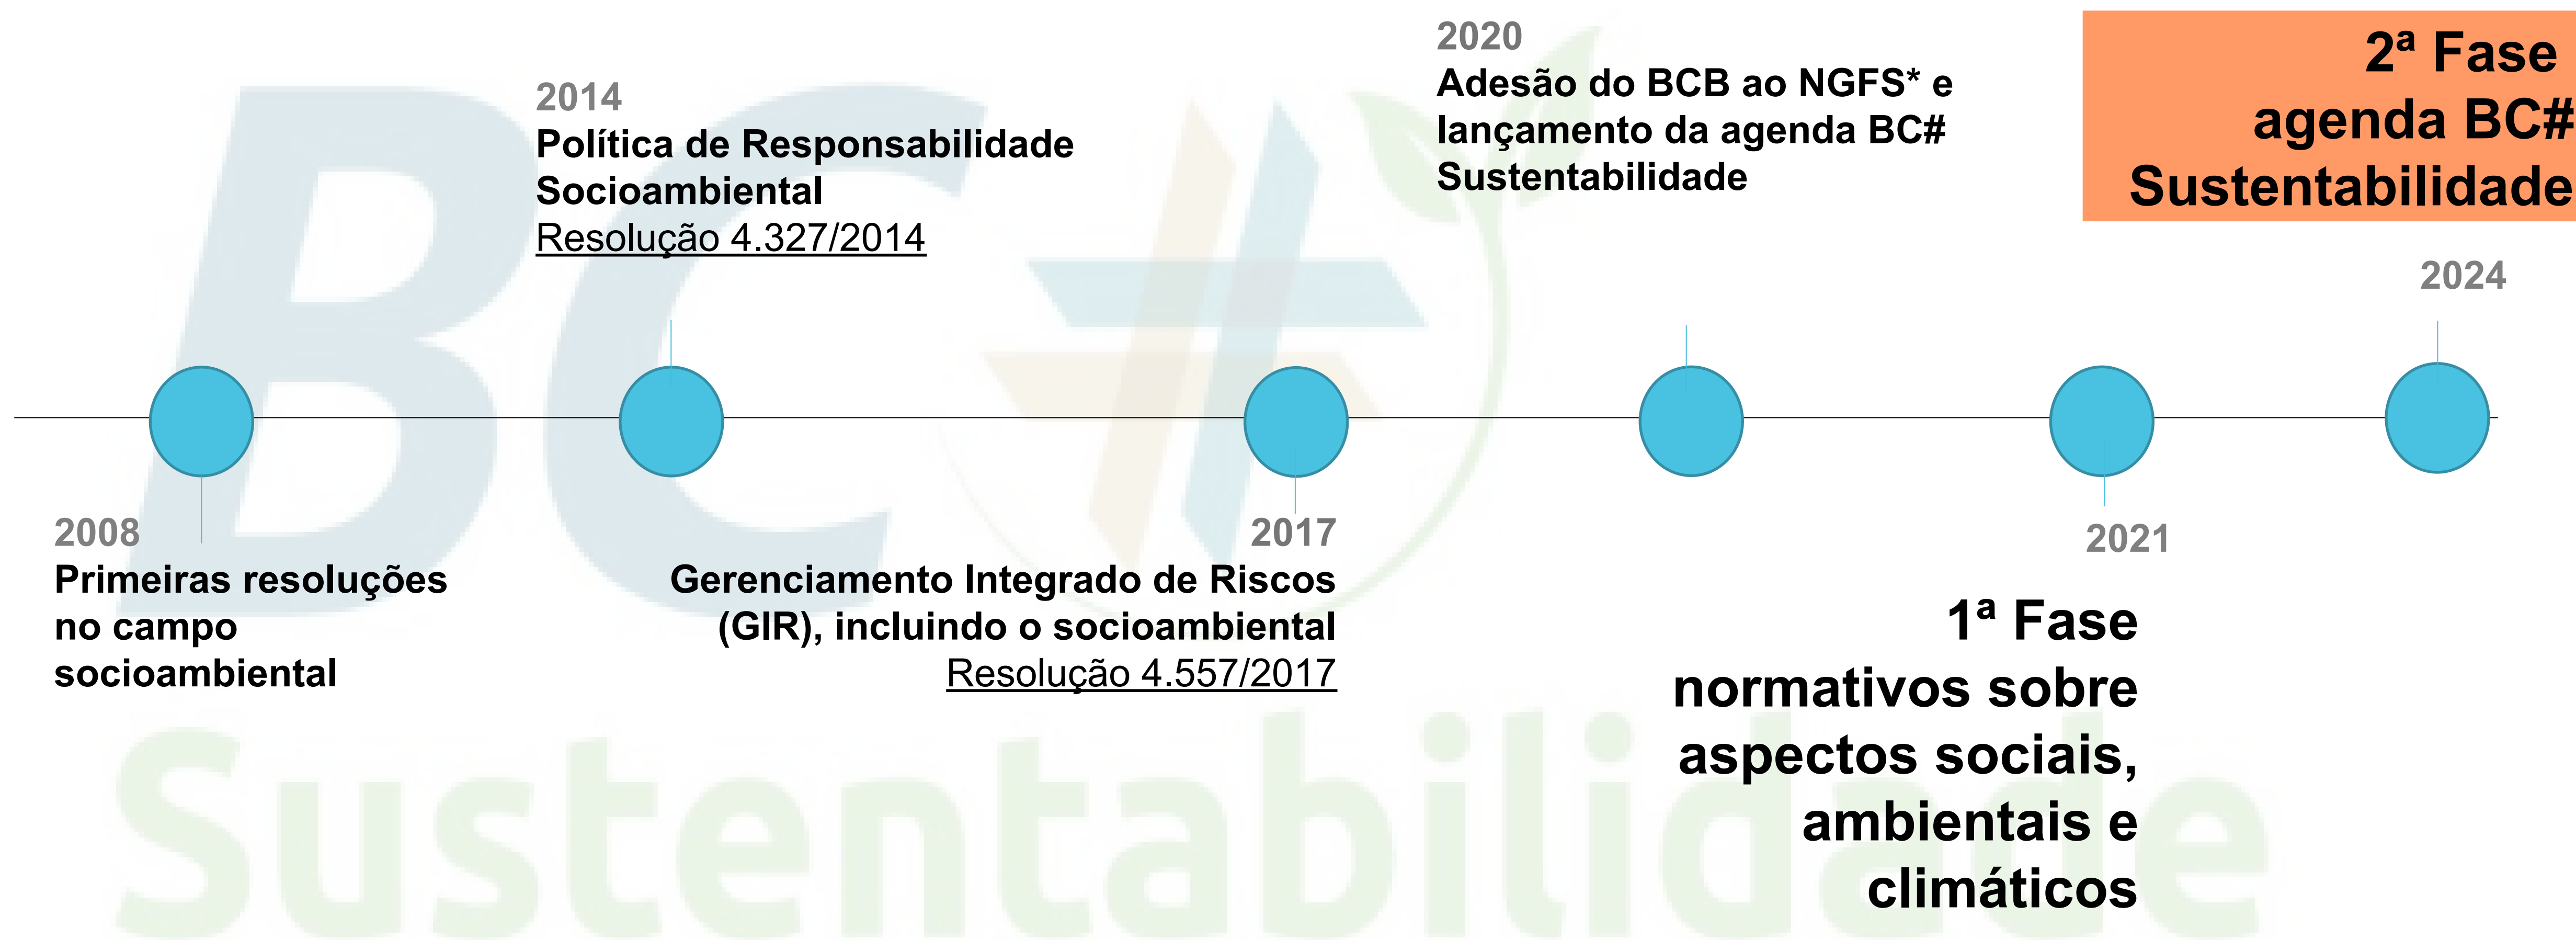 2008
Primeiras resoluções
no campo
socioambiental
2014
Política de Responsabilidade
Socioambiental
Resolução 4.327/2014
2017
Gerenciamento Integrado de Riscos
(GIR), incluindo o socioambiental
Resolução 4.557/2017
2020
Adesão do BCB ao NGFS* e
lançamento da agenda BC#
Sustentabilidade
2021
1ª Fase
normativos sobre
aspectos sociais,
ambientais e
climáticos
2ª Fase
agenda BC#
Sustentabilidade
2024
BC#
Sustentabilidade